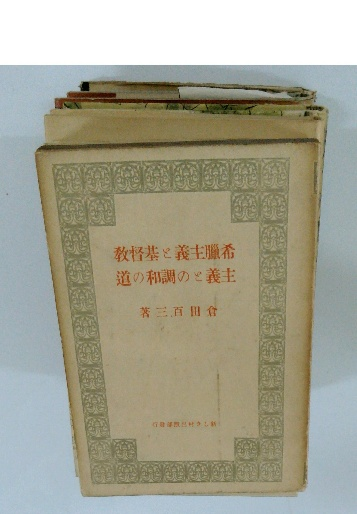 希臘主義と基督教
主義との調和の道
倉田百三著